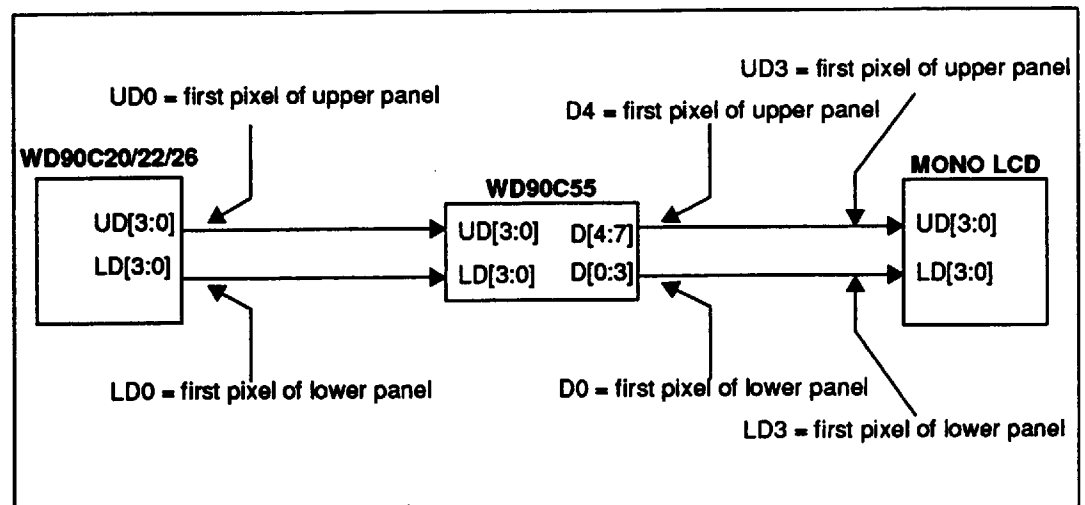 UD3 = first pixel of upper panel
UD0 = first pixel of upper panel
D4 = first pixel of upper panel
WD90C20/22/26
WD90C55
MONO LCD
UD[3:0]
LD[3:0]
UD[3:0] D[4:7]
LD[3:0] D[0:3]
UD[3:0]
LD[3:0]
LD0 = first pixel of lower panel
D0 = first pixel of lower panel
LD3 = first pixel of lower panel